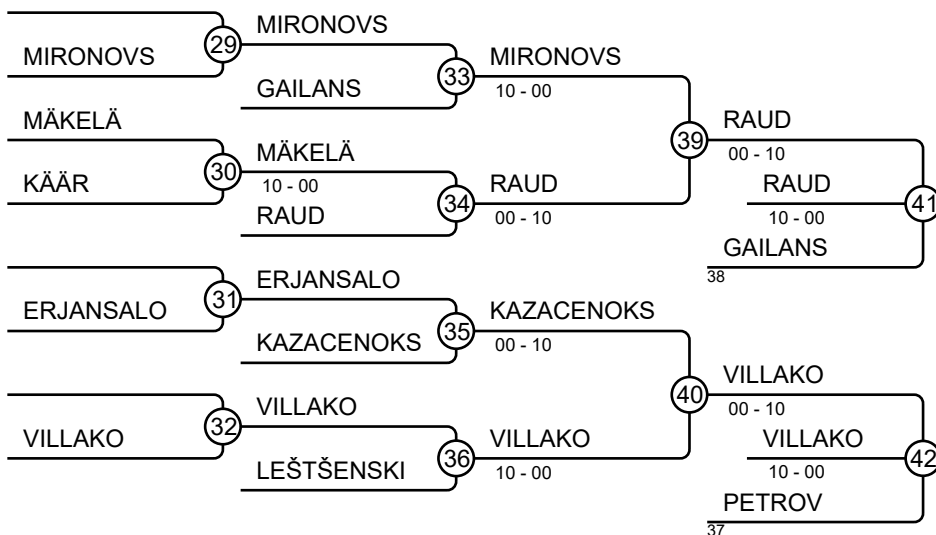 MIRONOVS
29
MIRONOVS
GAILANS
33
MIRONOVS
10 - 00
MÄKELÄ
KÄÄR
30
MÄKELÄ
10 - 00
RAUD
34
RAUD
00 - 10
39
RAUD
00 - 10
RAUD
10 - 00
GAILANS
38
41
ERJANSALO
31
ERJANSALO
KAZACENOKS
35
KAZACENOKS
00 - 10
VILLAKO
32
VILLAKO
LEŠTŠENSKI
36
VILLAKO
10 - 00
40
VILLAKO
00 - 10
VILLAKO
10 - 00
PETROV
37
42